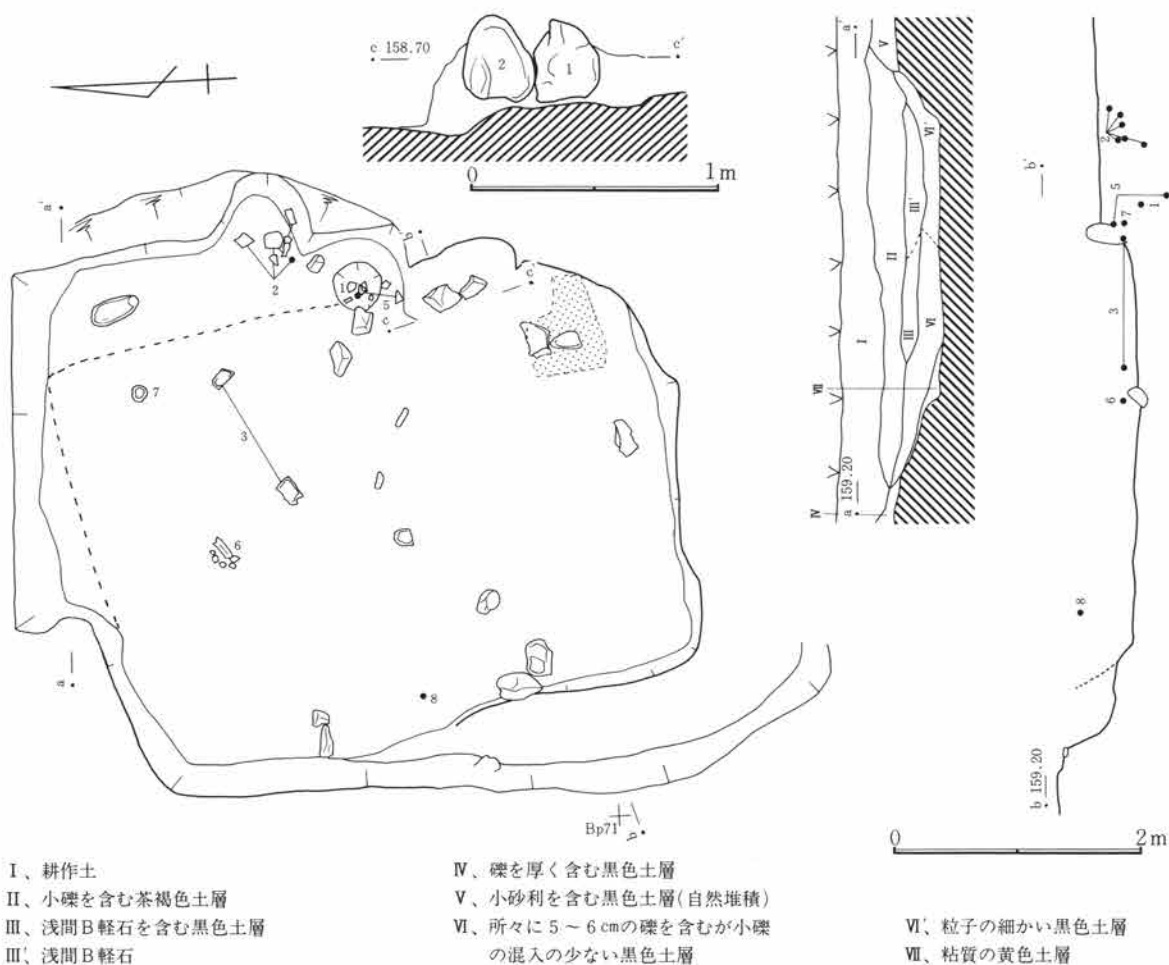 c 158.70
c′
2
1
0 1m
a′
b′
c′
1
5
c
2
7
3
6
a
8
Bp71
b
a′
V
Ⅵ′
Ⅲ′
Ⅱ
Ⅰ
Ⅲ
Ⅵ
Ⅶ
Ⅳ
a 159.20
2
b′
5
7
1
3
6
8
b 159.20
0 2m
Ⅰ、耕作土
Ⅱ、小礫を含む茶褐色土層
Ⅲ、浅間B軽石を含む黒色土層
Ⅲ′、浅間B軽石
Ⅳ、礫を厚く含む黒色土層
Ⅴ、小砂利を含む黒色土層(自然堆積)
Ⅵ、所々に5～6cmの礫を含むが小礫
の混入の少ない黒色土層
Ⅵ′、粒子の細かい黒色土層
Ⅶ、粘質の黄色土層